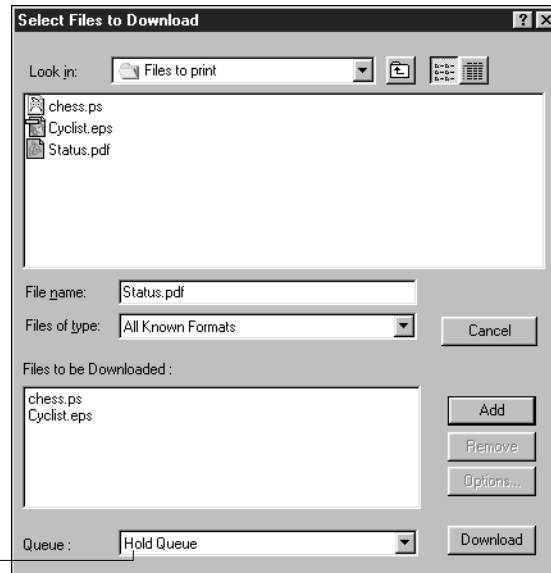 Select Files to Download
Look in: Files to print
chess.ps
Cyclist.eps
Status.pdf
File name: Status.pdf
Files of type: All Known Formats
Cancel
Files to be Downloaded :
chess.ps
Cyclist.eps
Add
Remove
Options...
Queue : Hold Queue
Download